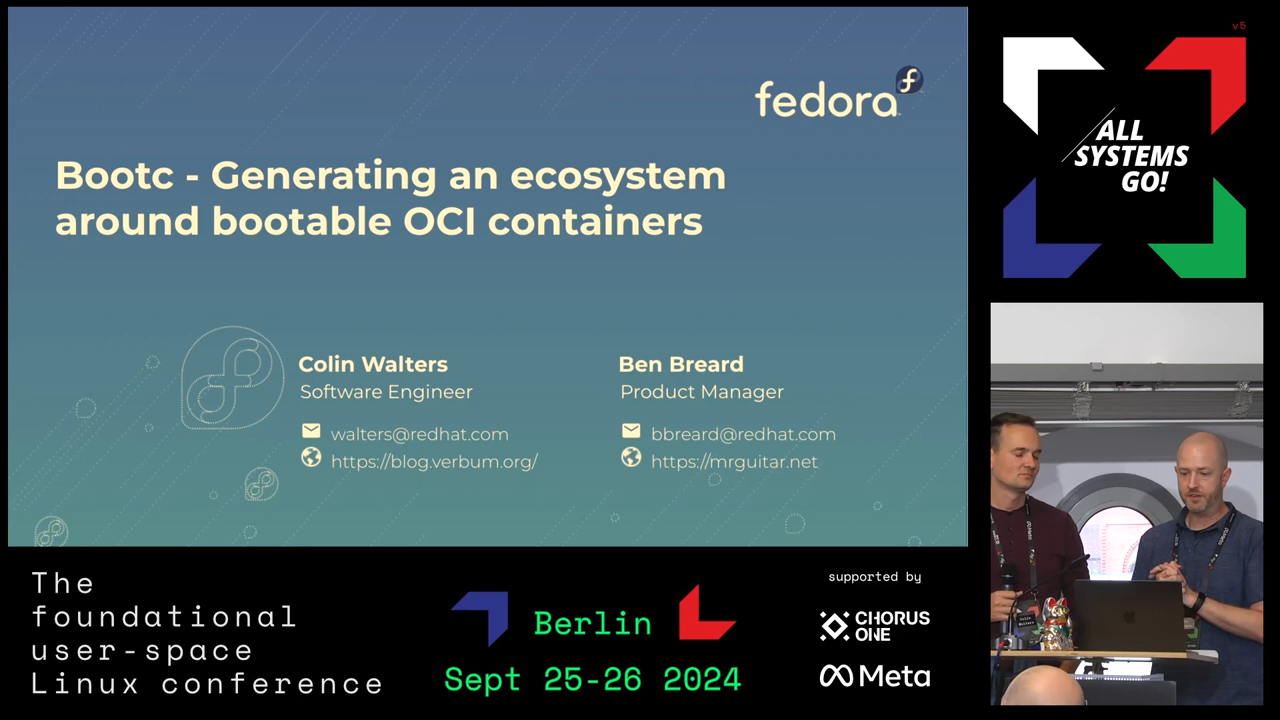 fedora
Bootc - Generating an ecosystem
around bootable OCI containers
Colin Walters
Software Engineer
walters@redhat.com
https://blog.verbum.org/
Ben Breard
Product Manager
bbreard@redhat.com
https://mrguitar.net
v5
ALL
SYSTEMS
GO!
The
foundational
user-space
Linux conference
Berlin
Sept 25-26 2024
supported by
CHORUS
ONE
Meta